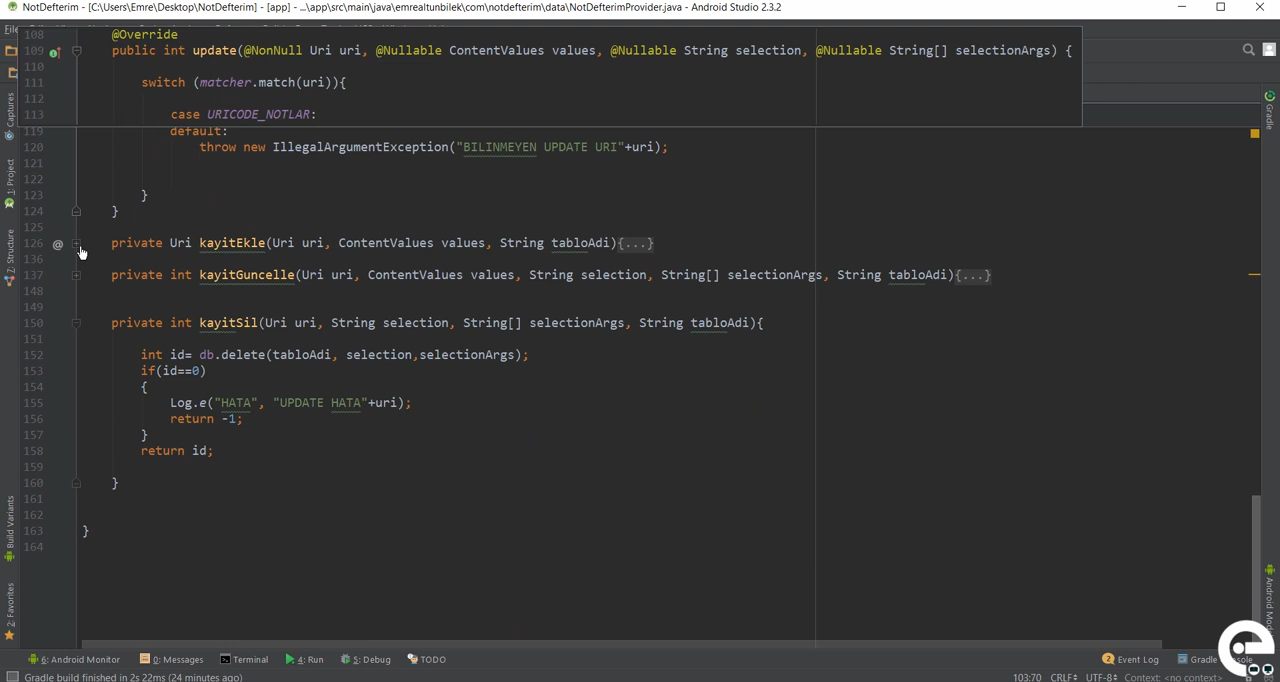 NotDefterim - [C:\Users\Emre\Desktop\NotDefterim] - [app] - ...\app\src\main\java\emrealtunbilek\com\notdefterim\data\NotDefterimProvider.java - Android Studio 2.3.2
108 @Override
109 public int update(@NonNull Uri uri, @Nullable ContentValues values, @Nullable String selection, @Nullable String[] selectionArgs) {
110
111 switch (matcher.match(uri)){
112
113 case URICODE_NOTLAR:
119 default:
120 throw new IllegalArgumentException("BILINMEYEN UPDATE URI"+uri);
121
122
123 }
124 }
125
126 @ private Uri kayitEkle(Uri uri, ContentValues values, String tabloAdi){...}
136
137 private int kayitGuncelle(Uri uri, ContentValues values, String selection, String[] selectionArgs, String tabloAdi){...}
148
149
150 private int kayitSil(Uri uri, String selection, String[] selectionArgs, String tabloAdi){
151
152 int id= db.delete(tabloAdi, selection,selectionArgs);
153 if(id==0)
154 {
155 Log.e("HATA", "UPDATE HATA"+uri);
156 return -1;
157 }
158 return id;
159
160 }
161
162
163 }
164
Captures
1: Project
7: Structure
Build Variants
2: Favorites
Gradle
6: Android Monitor
0: Messages
Terminal
4: Run
5: Debug
TODO
2 Event Log
Gradle
Gradle build finished in 2s 22ms (24 minutes ago)
103:70 CRLF UTF-8 Context: <no context>